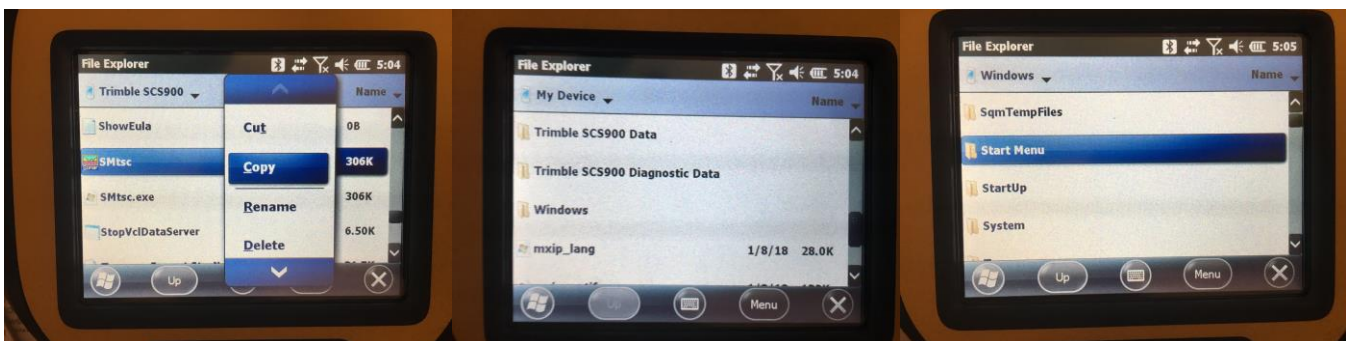 File Explorer 5:04
Trimble SCS900 Name
ShowEula 0B
SMtsc 306K
SMtsc.exe 306K
StopVclDataServer 6.50K
Cut
Copy
Rename
Delete
Up
File Explorer 5:04
My Device Name
Trimble SCS900 Data
Trimble SCS900 Diagnostic Data
Windows
mxip_lang 1/8/18 28.0K
Up
Menu
File Explorer 5:05
Windows Name
SqmTempFiles
Start Menu
StartUp
System
Up
Menu